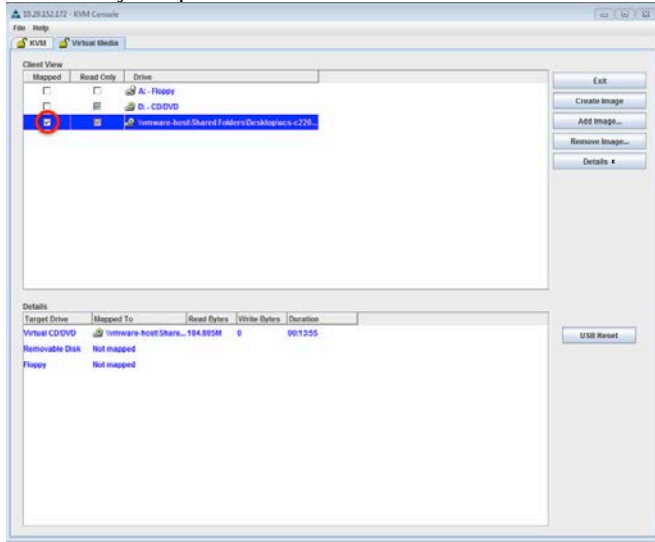 10.29.152.172 - KVM Console
File Help
KVM Virtual Media
Client View
Mapped Read Only Drive
A: - Floppy
D: - CD/DVD
\\vmware-host\Shared Folders\Desktop\ucs-c220...
Exit
Create Image
Add Image...
Remove Image...
Details
Details
Target Drive Mapped To Read Bytes Write Bytes Duration
Virtual CD/DVD \\vmware-host\Share... 104.805M 0 00:13:55
Removable Disk Not mapped
Floppy Not mapped
USB Reset